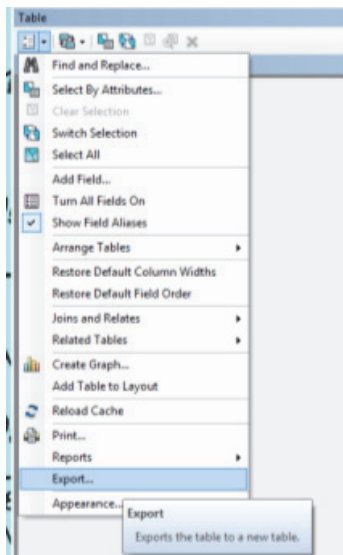 Table
Find and Replace...
Select By Attributes...
Clear Selection
Switch Selection
Select All
Add Field...
Turn All Fields On
Show Field Aliases
Arrange Tables
Restore Default Column Widths
Restore Default Field Order
Joins and Relates
Related Tables
Create Graph...
Add Table to Layout
Reload Cache
Print...
Reports
Export...
Appearance...
Export
Exports the table to a new table.